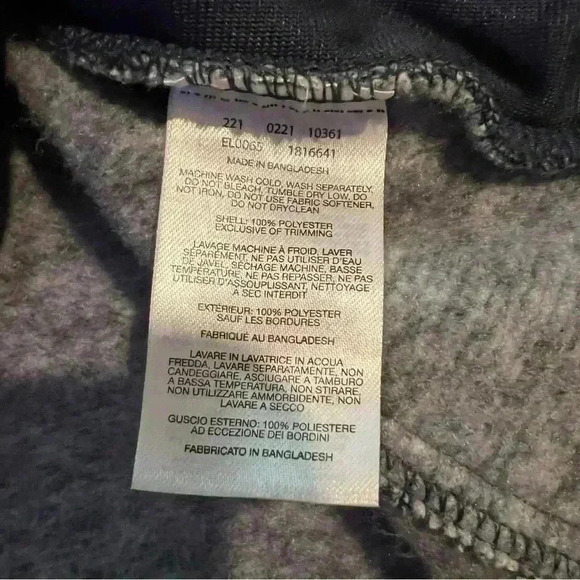 221 0221 10361
EL0065 1816641
MADE IN BANGLADESH
MACHINE WASH COLD, WASH SEPARATELY,
DO NOT BLEACH, TUMBLE DRY LOW, DO
NOT IRON, DO NOT USE FABRIC SOFTENER,
DO NOT DRYCLEAN
SHELL: 100% POLYESTER
EXCLUSIVE OF TRIMMING
LAVAGE MACHINE À FROID, LAVER
SÉPARÉMENT, NE PAS UTILISER D'EAU
DE JAVEL, SÉCHAGE MACHINE, BASSE
TEMPÉRATURE, NE PAS REPASSER, NE PAS
UTILISER D'ASSOUPLISSANT, NETTOYAGE
A SEC INTERDIT
EXTÉRIEUR: 100% POLYESTER
SAUF LES BORDURES
FABRIQUÉ AU BANGLADESH
LAVARE IN LAVATRICE IN ACQUA
FREDDA, LAVARE SEPARATAMENTE, NON
CANDEGGIARE, ASCIUGARE A TAMBURO
A BASSA TEMPERATURA, NON STIRARE,
NON UTILIZZARE AMMORBIDENTE, NON
LAVARE A SECCO
GUSCIO ESTERNO: 100% POLIESTERE
AD ECCEZIONE DEI BORDINI
FABBRICATO IN BANGLADESH